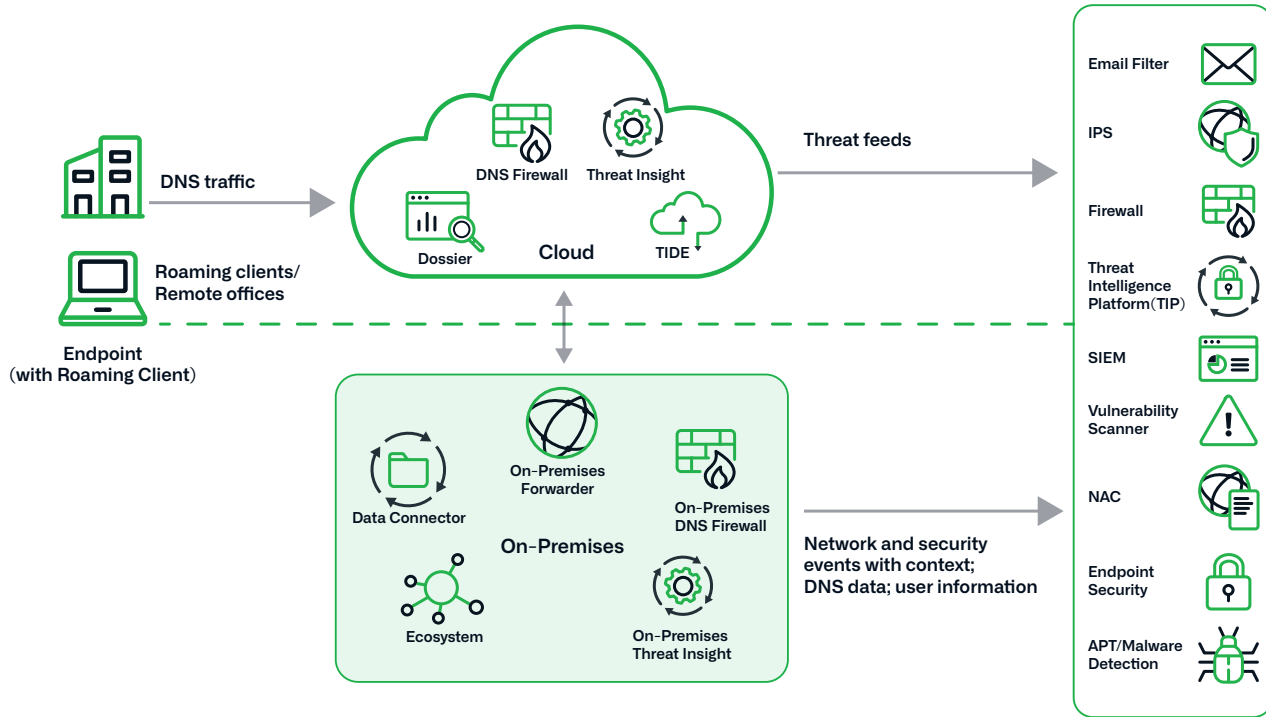 DNS traffic
Roaming clients/
Remote offices
Endpoint
(with Roaming Client)
DNS Firewall
Threat Insight
Dossier
Cloud
TIDE
Threat feeds
On-Premises
Forwarder
Data Connector
On-Premises
DNS Firewall
On-Premises
Ecosystem
On-Premises
Threat Insight
Network and security
events with context;
DNS data; user information
Email Filter
IPS
Firewall
Threat
Intelligence
Platform(TIP)
SIEM
Vulnerability
Scanner
NAC
Endpoint
Security
APT/Malware
Detection